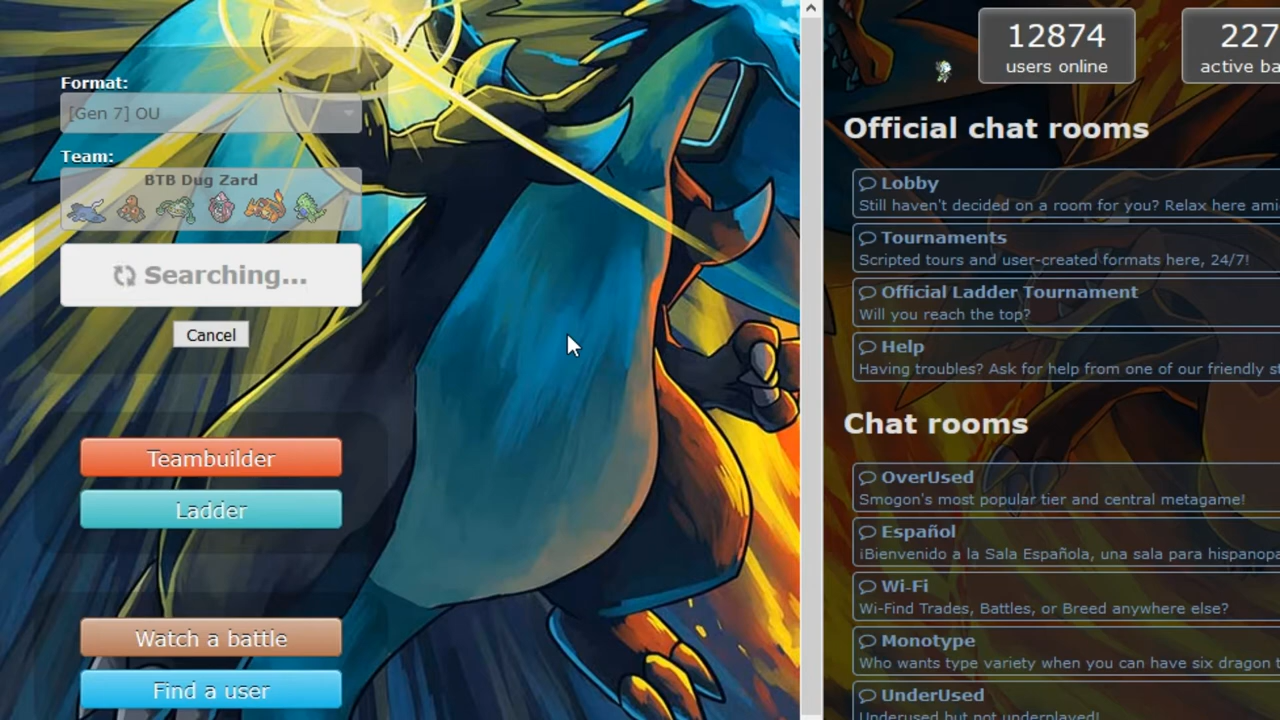 Format:
[Gen 7] OU
Team:
BTB Dug Zard
Searching...
Cancel
Teambuilder
Ladder
Watch a battle
Find a user
12874
users online
227
active ba
Official chat rooms
Lobby
Still haven't decided on a room for you? Relax here ami
Tournaments
Scripted tours and user-created formats here, 24/7!
Official Ladder Tournament
Will you reach the top?
Help
Having troubles? Ask for help from one of our friendly st
Chat rooms
OverUsed
Smogon's most popular tier and central metagame!
Español
¡Bienvenido a la Sala Española, una sala para hispanopa
Wi-Fi
Wi-Find Trades, Battles, or Breed anywhere else?
Monotype
Who wants type variety when you can have six dragon t
UnderUsed
Underused but not underplayed!